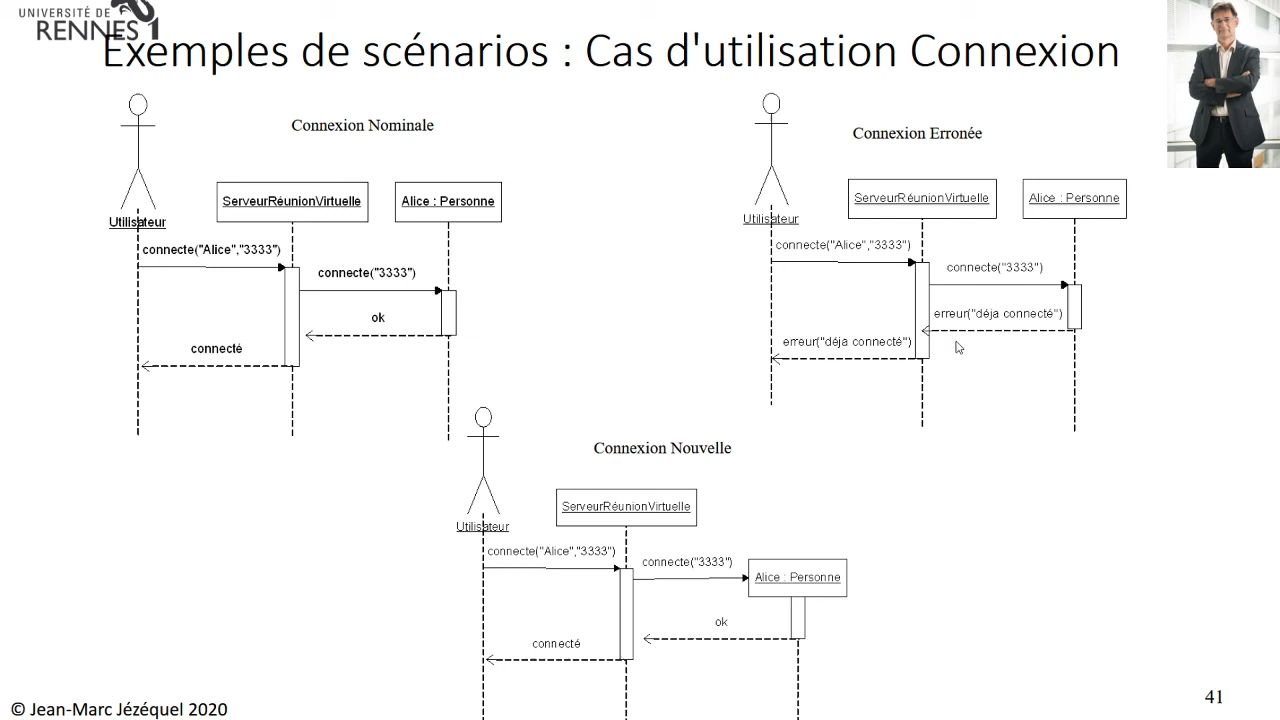 UNIVERSITÉ DE
RENNES 1
Exemples de scénarios : Cas d'utilisation Connexion
Connexion Nominale
ServeurRéunionVirtuelle
Alice : Personne
Utilisateur
connecte("Alice","3333")
connecte("3333")
ok
connecté
Connexion Erronée
ServeurRéunionVirtuelle
Alice : Personne
Utilisateur
connecte("Alice","3333")
connecte("3333")
erreur("déja connecté")
erreur("déja connecté")
Connexion Nouvelle
ServeurRéunionVirtuelle
Utilisateur
connecte("Alice","3333")
connecte("3333")
Alice : Personne
ok
connecté
© Jean-Marc Jézéquel 2020
41